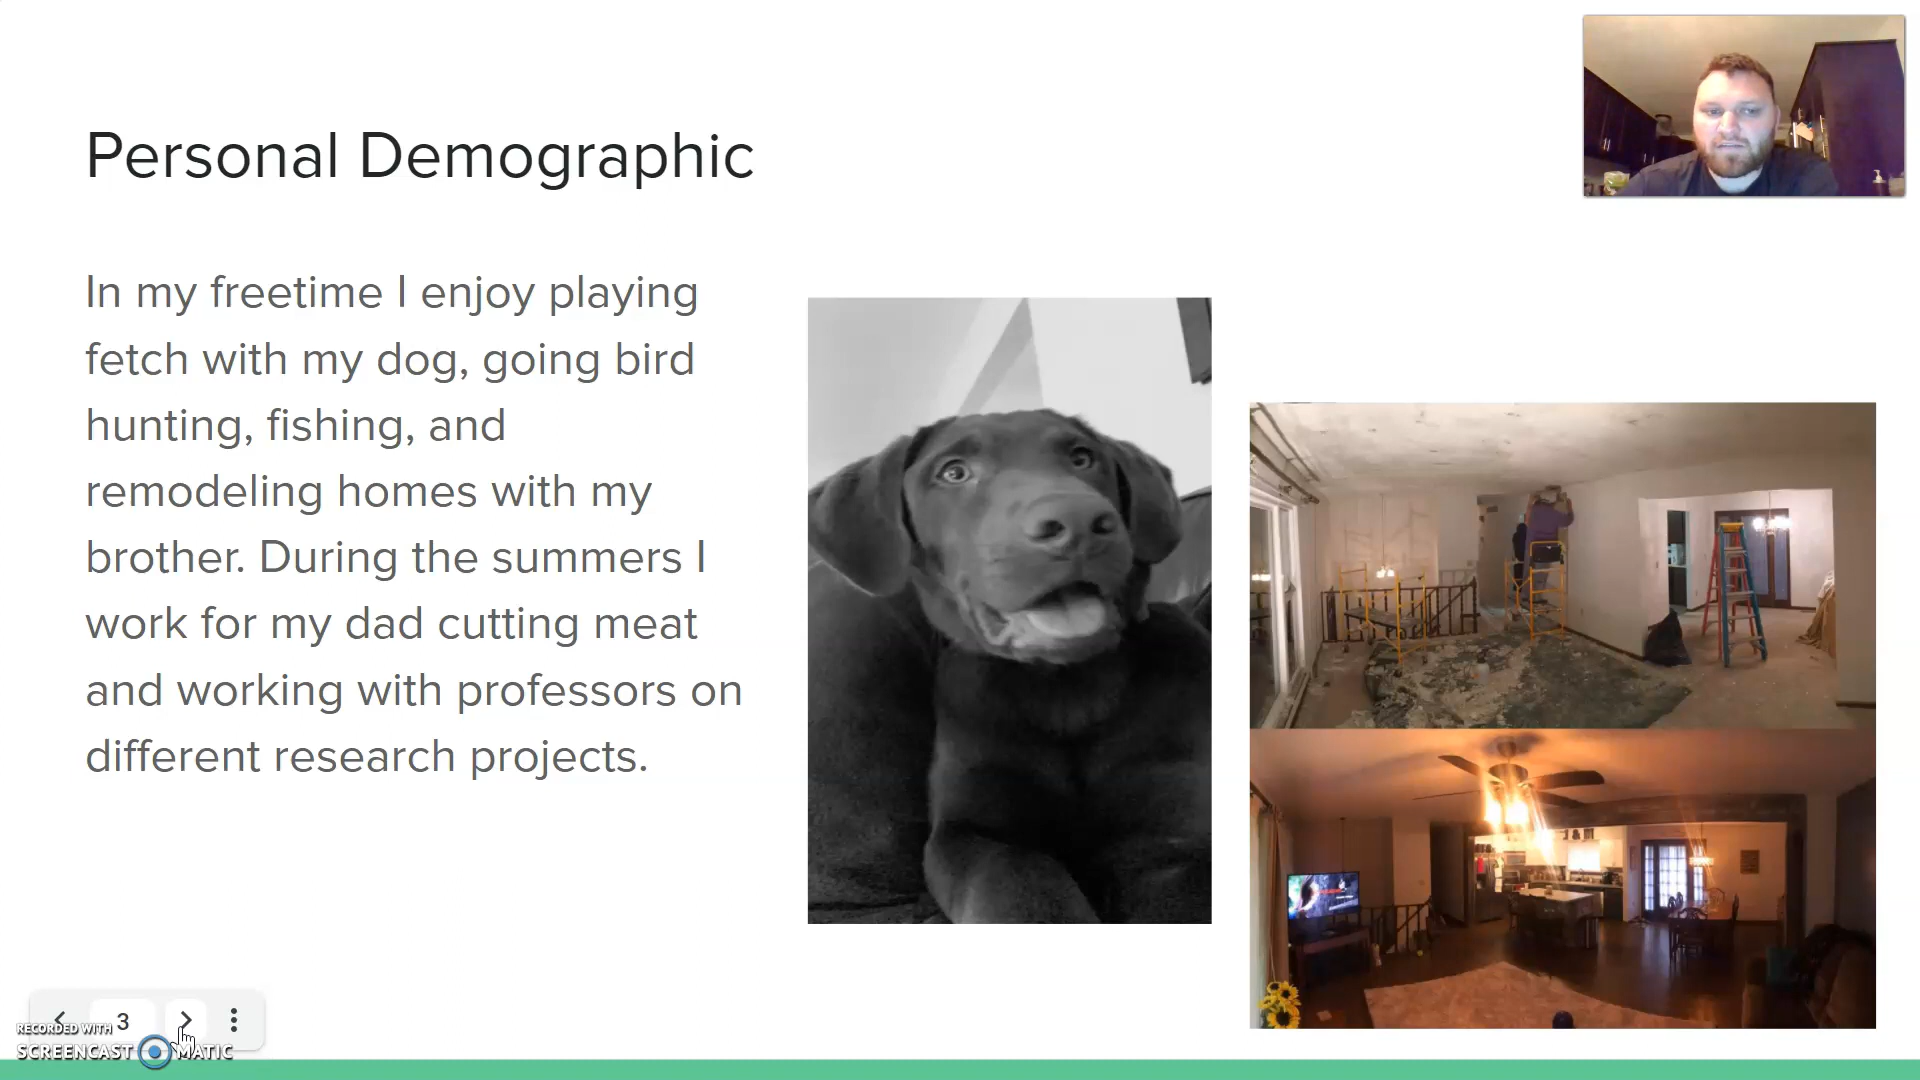 Personal Demographic
In my freetime I enjoy playing
fetch with my dog, going bird
hunting, fishing, and
remodeling homes with my
brother. During the summers I
work for my dad cutting meat
and working with professors on
different research projects.
3
RECORDED WITH
SCREENCAST MATIC